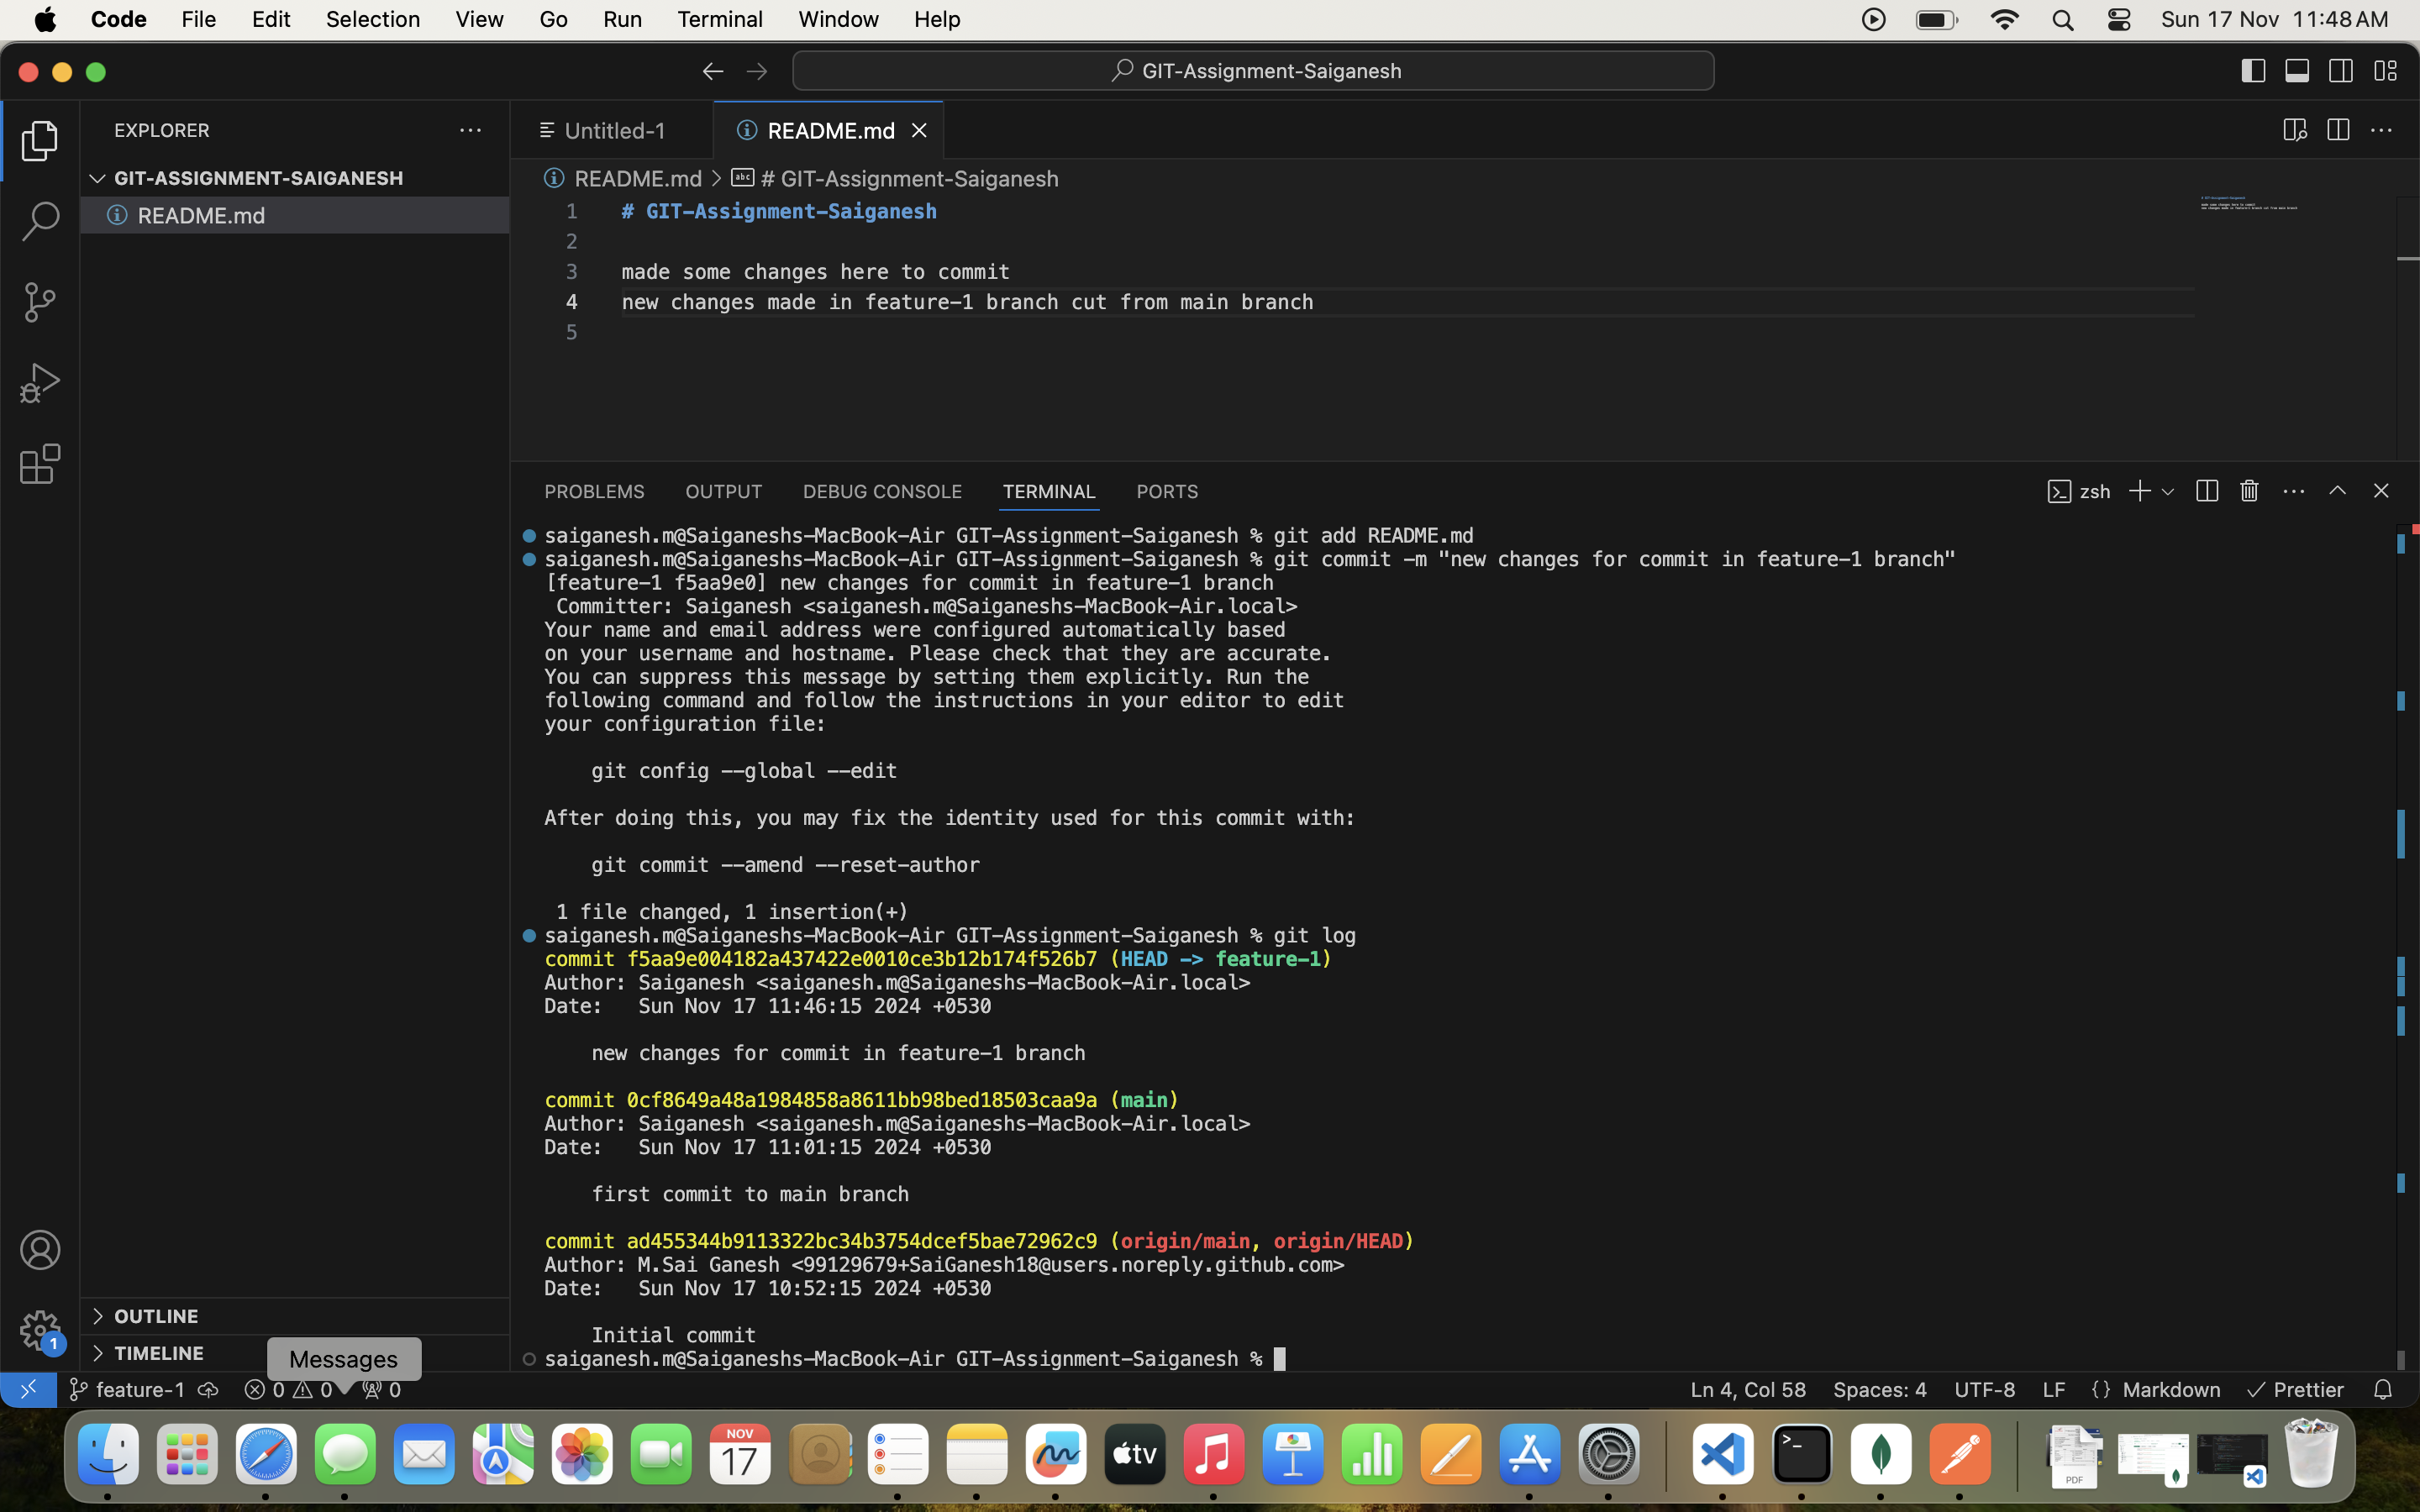 Code File Edit Selection View Go Run Terminal Window Help Sun 17 Nov 11:48 AM
GIT-Assignment-Saiganesh
EXPLORER
Untitled-1 README.md
GIT-ASSIGNMENT-SAIGANESH
README.md
README.md > # GIT-Assignment-Saiganesh
1 # GIT-Assignment-Saiganesh
2
3 made some changes here to commit
4 new changes made in feature-1 branch cut from main branch
5
PROBLEMS OUTPUT DEBUG CONSOLE TERMINAL PORTS zsh
saiganesh.m@Saiganeshs-MacBook-Air GIT-Assignment-Saiganesh % git add README.md
saiganesh.m@Saiganeshs-MacBook-Air GIT-Assignment-Saiganesh % git commit -m "new changes for commit in feature-1 branch"
[feature-1 f5aa9e0] new changes for commit in feature-1 branch
Committer: Saiganesh <saiganesh.m@Saiganeshs-MacBook-Air.local>
Your name and email address were configured automatically based
on your username and hostname. Please check that they are accurate.
You can suppress this message by setting them explicitly. Run the
following command and follow the instructions in your editor to edit
your configuration file:
git config --global --edit
After doing this, you may fix the identity used for this commit with:
git commit --amend --reset-author
1 file changed, 1 insertion(+)
saiganesh.m@Saiganeshs-MacBook-Air GIT-Assignment-Saiganesh % git log
commit f5aa9e004182a437422e0010ce3b12b174f526b7 (HEAD -> feature-1)
Author: Saiganesh <saiganesh.m@Saiganeshs-MacBook-Air.local>
Date: Sun Nov 17 11:46:15 2024 +0530
new changes for commit in feature-1 branch
commit 0cf8649a48a1984858a8611bb98bed18503caa9a (main)
Author: Saiganesh <saiganesh.m@Saiganeshs-MacBook-Air.local>
Date: Sun Nov 17 11:01:15 2024 +0530
first commit to main branch
commit ad455344b9113322bc34b3754dcef5bae72962c9 (origin/main, origin/HEAD)
Author: M.Sai Ganesh <99129679+SaiGanesh18@users.noreply.github.com>
Date: Sun Nov 17 10:52:15 2024 +0530
Initial commit
saiganesh.m@Saiganeshs-MacBook-Air GIT-Assignment-Saiganesh %
OUTLINE
1
TIMELINE
Messages
feature-1 0 0 0 Ln 4, Col 58 Spaces: 4 UTF-8 LF {} Markdown Prettier
NOV
17
tv
>_
PDF